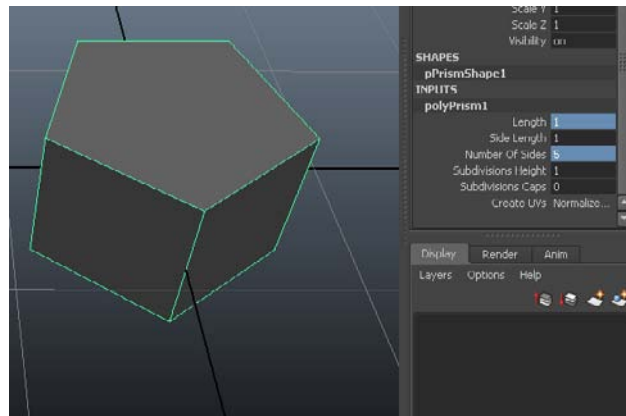 Scale Y 1
Scale Z 1
Visibility on
SHAPES
pPrismShape1
INPUTS
polyPrism1
Length 1
Side Length 1
Number Of Sides 5
Subdivisions Height 1
Subdivisions Caps 0
Create UVs Normalize...
Display Render Anim
Layers Options Help